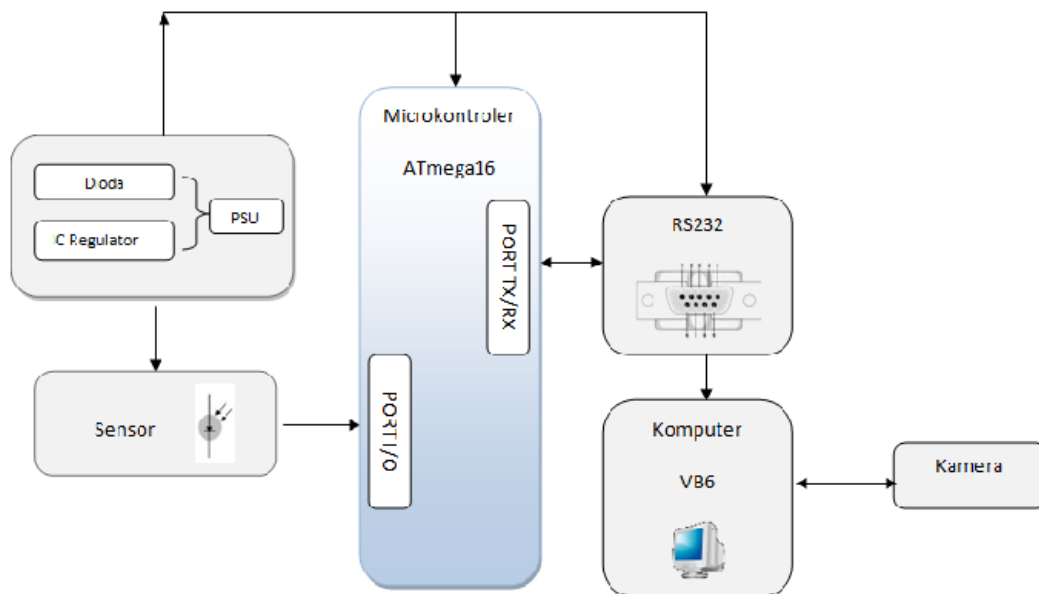 Microkontroler
ATmega16
Dioda
IC Regulator
PSU
PORT TX/RX
RS232
Sensor
PORT I/O
Komputer
VB6
Kamera